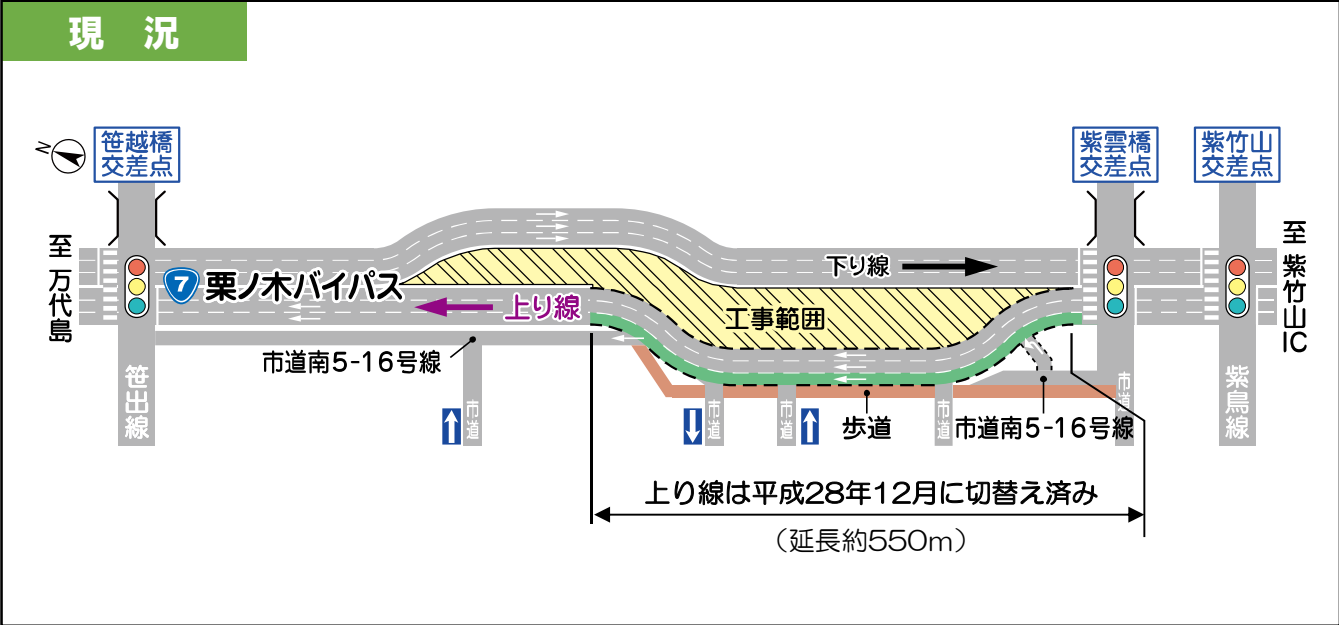 現 況
N
笹越橋
交差点
紫雲橋
交差点
紫竹山
交差点
至 万代島
7
栗ノ木バイパス
下り線
至 紫竹山IC
上り線
工事範囲
市道南5-16号線
笹出線
市道
市道
市道
歩道
市道
市道南5-16号線
市道
紫鳥線
上り線は平成28年12月に切替え済み
（延長約550m）